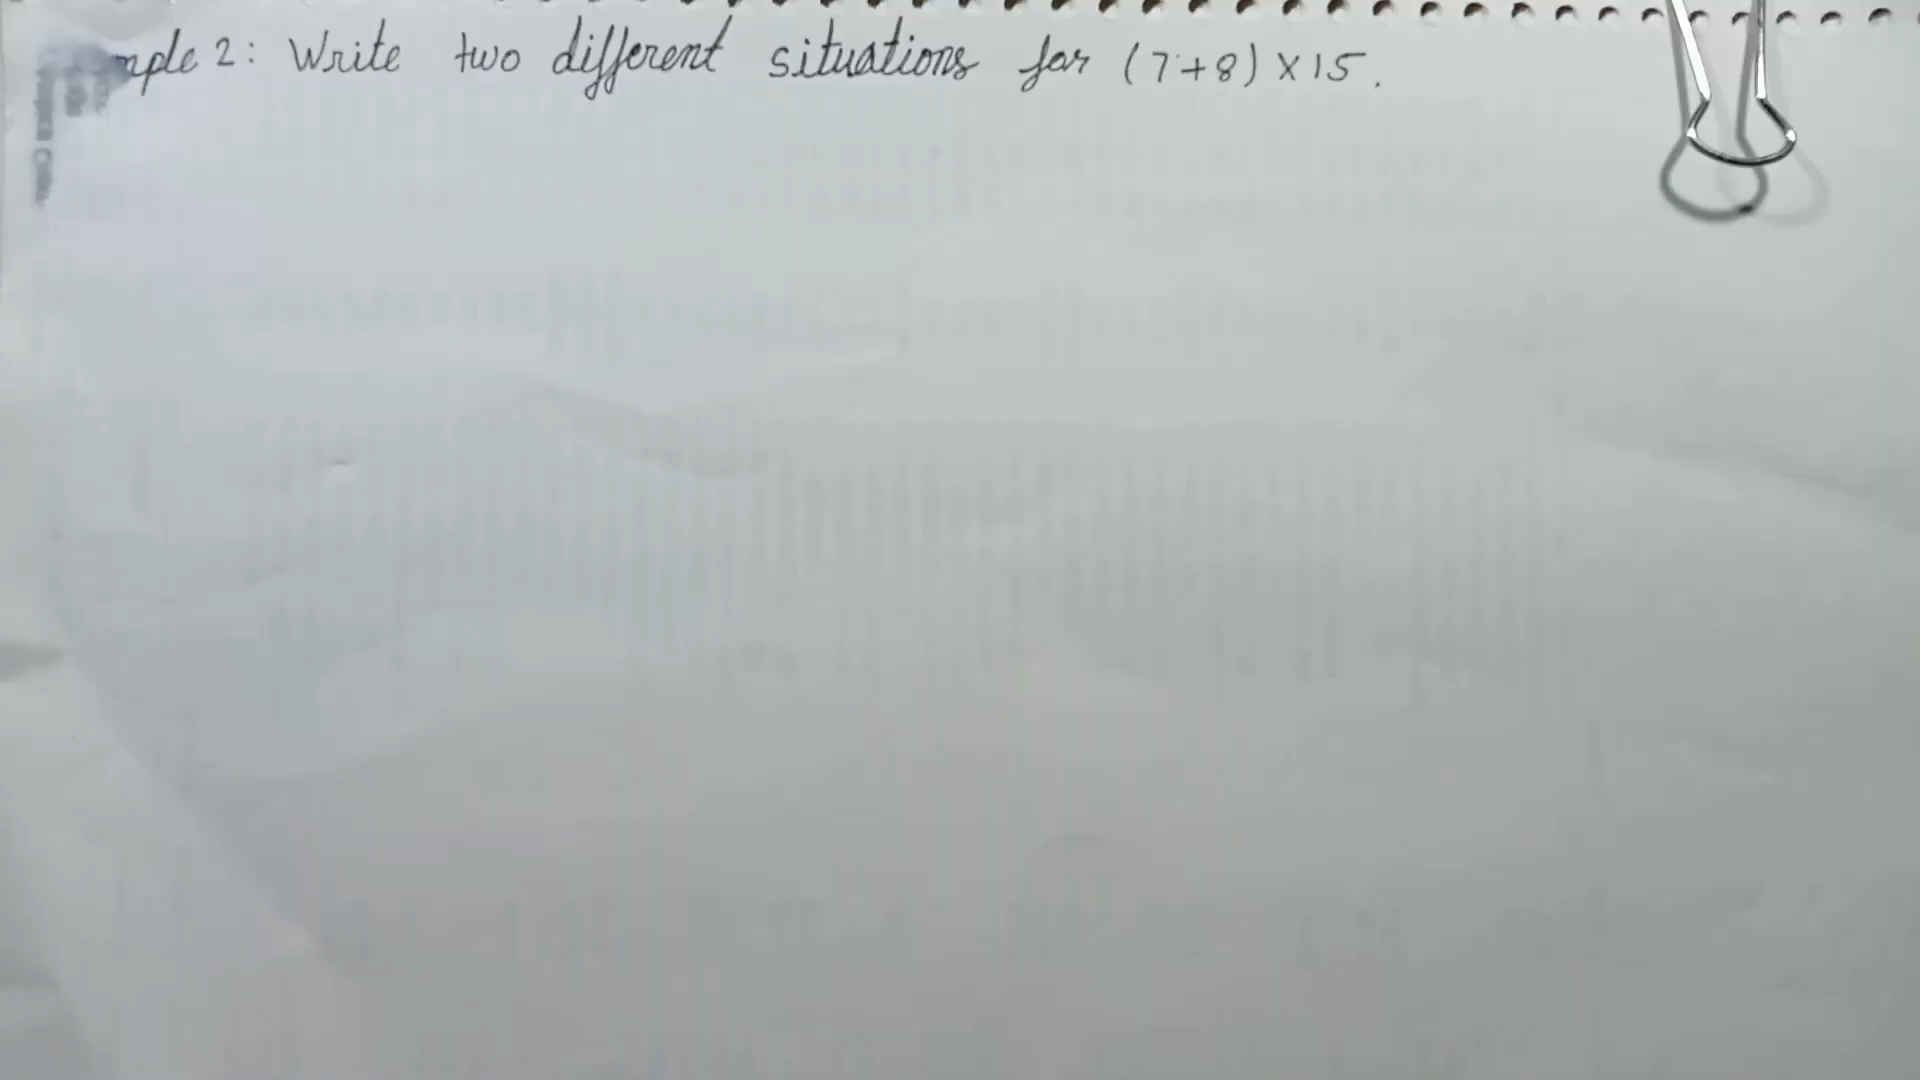 mple 2: Write two different situations for (7+8) x 15.